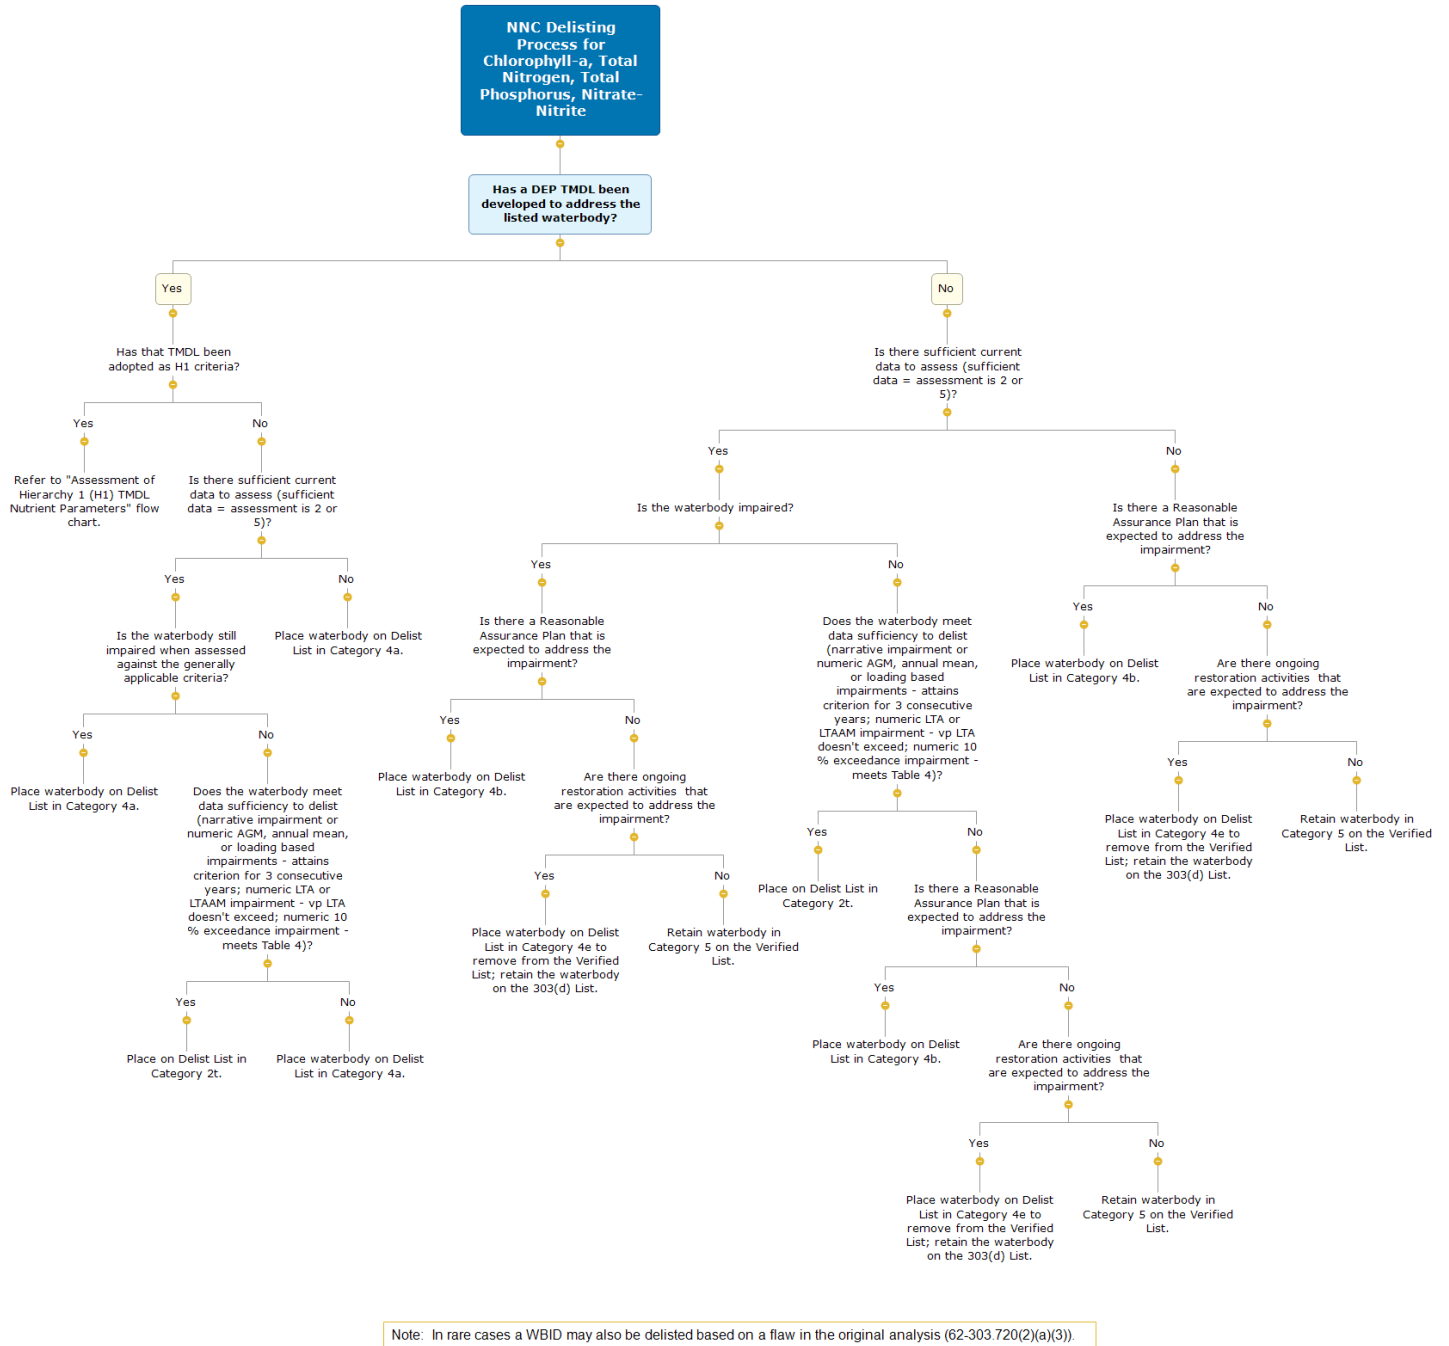 NNC Delisting
Process for
Chlorophyll-a, Total
Nitrogen, Total
Phosphorus, Nitrate-
Nitrite
Has a DEP TMDL been
developed to address the
listed waterbody?
Yes
No
Has that TMDL been
adopted as H1 criteria?
Is there sufficient current
data to assess (sufficient
data = assessment is 2 or
5)?
Yes
No
Yes
No
Refer to "Assessment of
Hierarchy 1 (H1) TMDL
Nutrient Parameters" flow
chart.
Is there sufficient current
data to assess (sufficient
data = assessment is 2 or
5)?
Is the waterbody impaired?
Is there a Reasonable
Assurance Plan that is
expected to address the
impairment?
Yes
No
Yes
No
Yes
No
Is the waterbody still
impaired when assessed
against the generally
applicable criteria?
Place waterbody on Delist
List in Category 4a.
Is there a Reasonable
Assurance Plan that is
expected to address the
impairment?
Does the waterbody meet
data sufficiency to delist
(narrative impairment or
numeric AGM, annual mean,
or loading based
impairments - attains
criterion for 3 consecutive
years; numeric LTA or
LTAAM impairment - vp LTA
doesn't exceed; numeric 10
% exceedance impairment -
meets Table 4)?
Place waterbody on Delist
List in Category 4b.
Are there ongoing
restoration activities  that
are expected to address the
impairment?
Yes
No
Yes
No
Yes
No
Place waterbody on Delist
List in Category 4a.
Does the waterbody meet
data sufficiency to delist
(narrative impairment or
numeric AGM, annual mean,
or loading based
impairments - attains
criterion for 3 consecutive
years; numeric LTA or
LTAAM impairment - vp LTA
doesn't exceed; numeric 10
% exceedance impairment -
meets Table 4)?
Place waterbody on Delist
List in Category 4b.
Are there ongoing
restoration activities  that
are expected to address the
impairment?
Yes
No
Place waterbody on Delist
List in Category 4e to
remove from the Verified
List; retain the waterbody
on the 303(d) List.
Retain waterbody in
Category 5 on the Verified
List.
Yes
No
Place on Delist List in
Category 2t.
Is there a Reasonable
Assurance Plan that is
expected to address the
impairment?
Place waterbody on Delist
List in Category 4e to
remove from the Verified
List; retain the waterbody
on the 303(d) List.
Retain waterbody in
Category 5 on the Verified
List.
Yes
No
Yes
No
Place on Delist List in
Category 2t.
Place waterbody on Delist
List in Category 4a.
Place waterbody on Delist
List in Category 4b.
Are there ongoing
restoration activities  that
are expected to address the
impairment?
Yes
No
Place waterbody on Delist
List in Category 4e to
remove from the Verified
List; retain the waterbody
on the 303(d) List.
Retain waterbody in
Category 5 on the Verified
List.
Note:  In rare cases a WBID may also be delisted based on a flaw in the original analysis (62-303.720(2)(a)(3)).